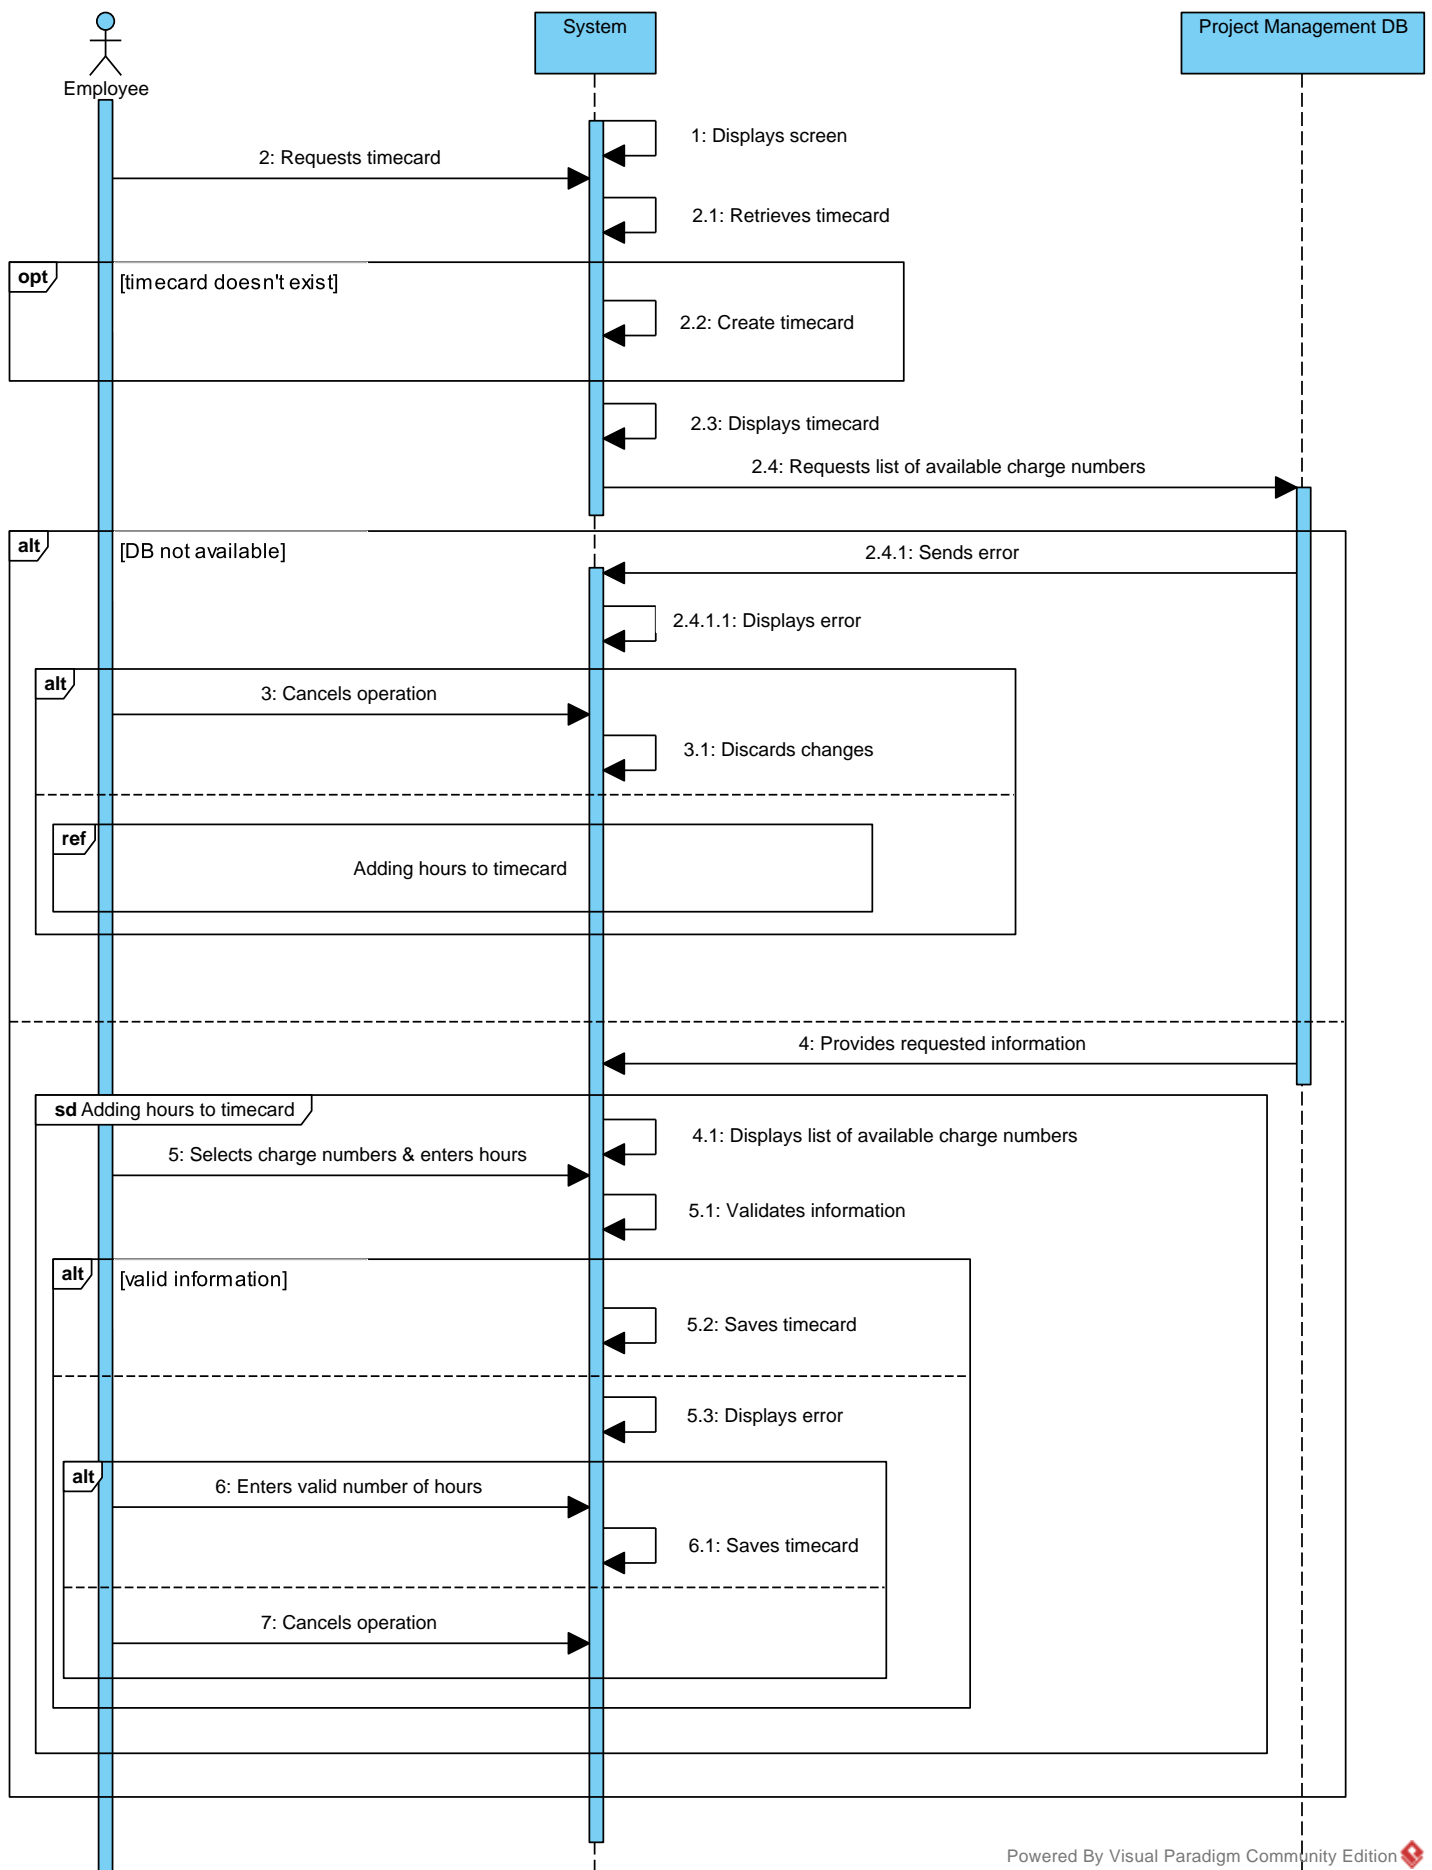 System
Project Management DB
Employee
1: Displays screen
2: Requests timecard
2.1: Retrieves timecard
opt
[timecard doesn't exist]
2.2: Create timecard
2.3: Displays timecard
2.4: Requests list of available charge numbers
alt
[DB not available]
2.4.1: Sends error
2.4.1.1: Displays error
alt
3: Cancels operation
3.1: Discards changes
ref
Adding hours to timecard
4: Provides requested information
sd Adding hours to timecard
4.1: Displays list of available charge numbers
5: Selects charge numbers & enters hours
5.1: Validates information
alt
[valid information]
5.2: Saves timecard
5.3: Displays error
alt
6: Enters valid number of hours
6.1: Saves timecard
7: Cancels operation
Powered By Visual Paradigm Community Edition